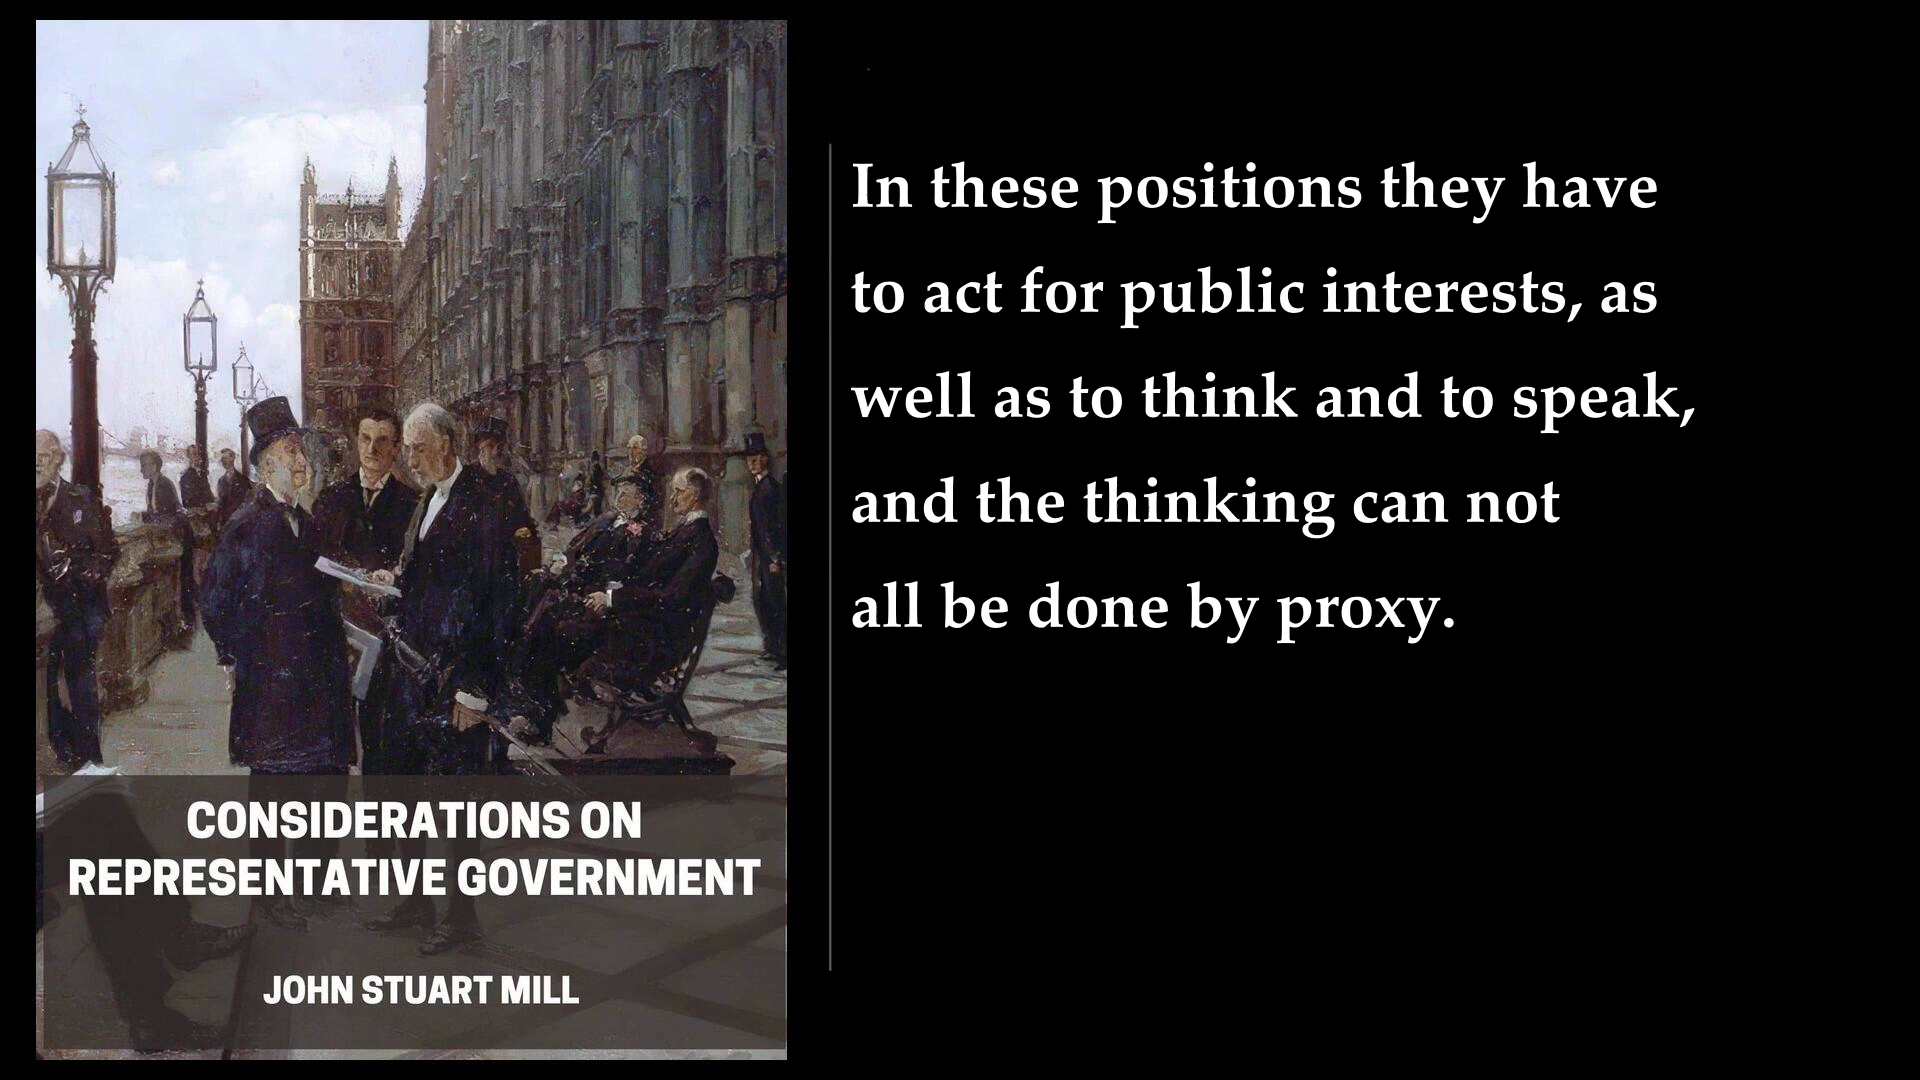 CONSIDERATIONS ON
REPRESENTATIVE GOVERNMENT
JOHN STUART MILL
In these positions they have
to act for public interests, as
well as to think and to speak,
and the thinking can not
all be done by proxy.